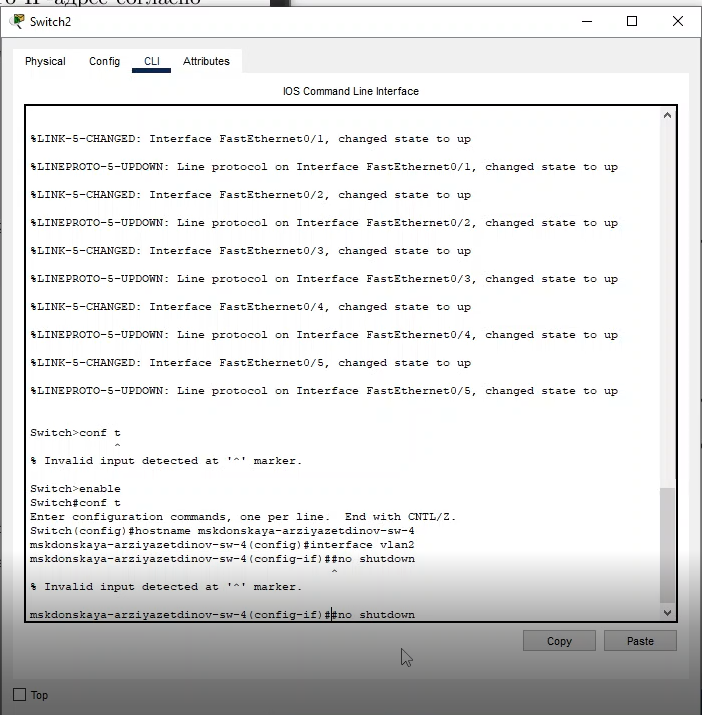 го IP-адрес согласно
Switch2
Physical Config CLI Attributes
IOS Command Line Interface
%LINK-5-CHANGED: Interface FastEthernet0/1, changed state to up
%LINEPROTO-5-UPDOWN: Line protocol on Interface FastEthernet0/1, changed state to up
%LINK-5-CHANGED: Interface FastEthernet0/2, changed state to up
%LINEPROTO-5-UPDOWN: Line protocol on Interface FastEthernet0/2, changed state to up
%LINK-5-CHANGED: Interface FastEthernet0/3, changed state to up
%LINEPROTO-5-UPDOWN: Line protocol on Interface FastEthernet0/3, changed state to up
%LINK-5-CHANGED: Interface FastEthernet0/4, changed state to up
%LINEPROTO-5-UPDOWN: Line protocol on Interface FastEthernet0/4, changed state to up
%LINK-5-CHANGED: Interface FastEthernet0/5, changed state to up
%LINEPROTO-5-UPDOWN: Line protocol on Interface FastEthernet0/5, changed state to up
Switch>conf t
^
% Invalid input detected at '^' marker.
Switch>enable
Switch#conf t
Enter configuration commands, one per line. End with CNTL/Z.
Switch(config)#hostname mskdonskaya-arziyazetdinov-sw-4
mskdonskaya-arziyazetdinov-sw-4(config)#interface vlan2
mskdonskaya-arziyazetdinov-sw-4(config-if)##no shutdown
^
% Invalid input detected at '^' marker.
mskdonskaya-arziyazetdinov-sw-4(config-if)##no shutdown
Copy Paste
Top